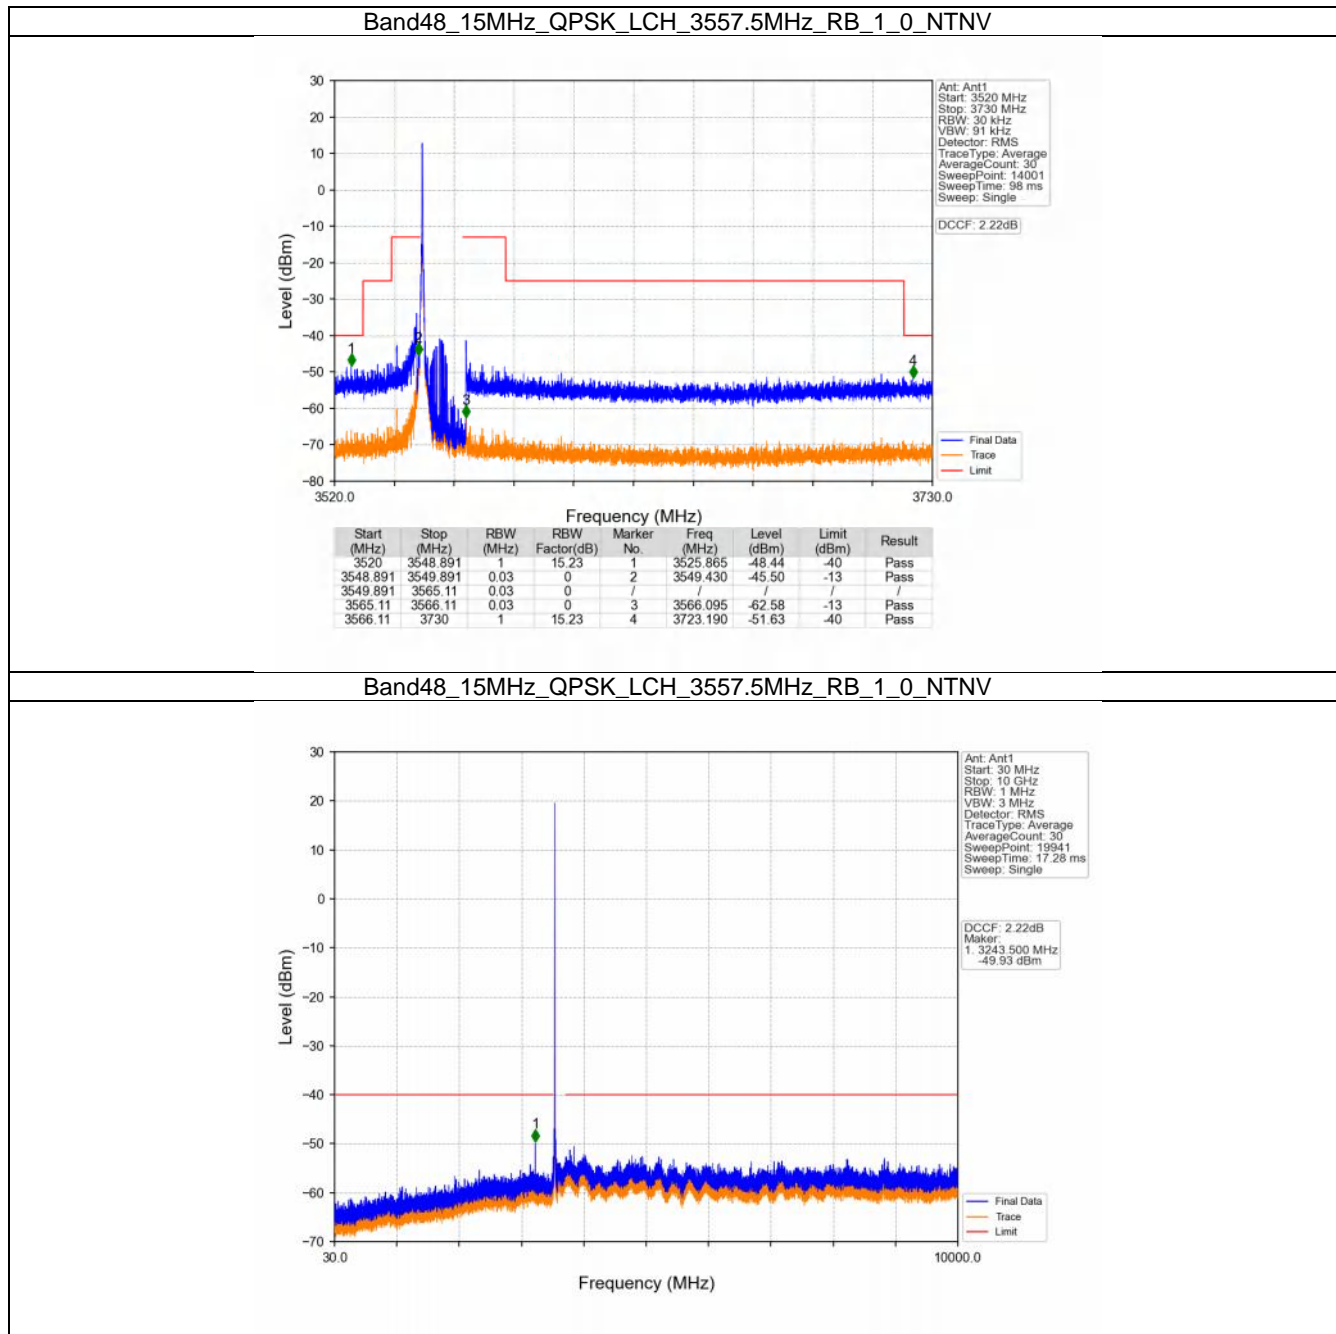 Band48_15MHz_QPSK_LCH_3557.5MHz_RB_1_0_NTNV
30
20
10
0
−10
−20
−30
−40
−50
−60
−70
−80
Level (dBm)
1
2
3
4
3520.0
3730.0
Frequency (MHz)
Ant: Ant1
Start: 3520 MHz
Stop: 3730 MHz
RBW: 30 kHz
VBW: 91 kHz
Detector: RMS
TraceType: Average
AverageCount: 30
SweepPoint: 14001
SweepTime: 98 ms
Sweep: Single
DCCF: 2.22dB
Final Data
Trace
Limit
Start (MHz) Stop (MHz) RBW (MHz) RBW Factor(dB) Marker No. Freq (MHz) Level (dBm) Limit (dBm) Result
3520 3548.891 1 15.23 1 3525.865 -48.44 -40 Pass
3548.891 3549.891 0.03 0 2 3549.430 -45.50 -13 Pass
3549.891 3565.11 0.03 0 / / / / /
3565.11 3566.11 0.03 0 3 3566.095 -62.58 -13 Pass
3566.11 3730 1 15.23 4 3723.190 -51.63 -40 Pass
Band48_15MHz_QPSK_LCH_3557.5MHz_RB_1_0_NTNV
30
20
10
0
−10
−20
−30
−40
−50
−60
−70
Level (dBm)
1
30.0
10000.0
Frequency (MHz)
Ant: Ant1
Start: 30 MHz
Stop: 10 GHz
RBW: 1 MHz
VBW: 3 MHz
Detector: RMS
TraceType: Average
AverageCount: 30
SweepPoint: 19941
SweepTime: 17.28 ms
Sweep: Single
DCCF: 2.22dB
Maker:
1. 3243.500 MHz
-49.93 dBm
Final Data
Trace
Limit